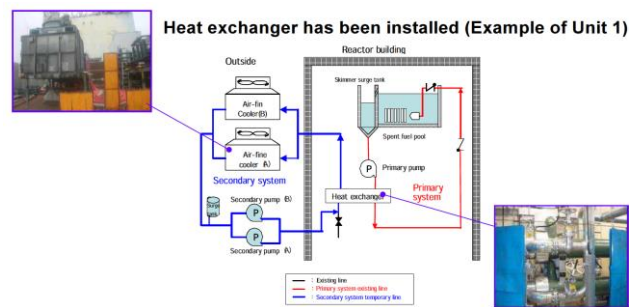 Heat exchanger has been installed (Example of Unit 1)
Reactor building
Outside
Skimmer surge tank
Air-fin
Cooler(B)
Air-fine
cooler (A)
Spent fuel pool
P
Primary pump
Secondary system
Primary
system
Heat exchanger
Secondary pump (B)
Surge
tank
P
P
Secondary pump (A)
: Existing line
: Primary system-existing line
: Secondary system temporary line